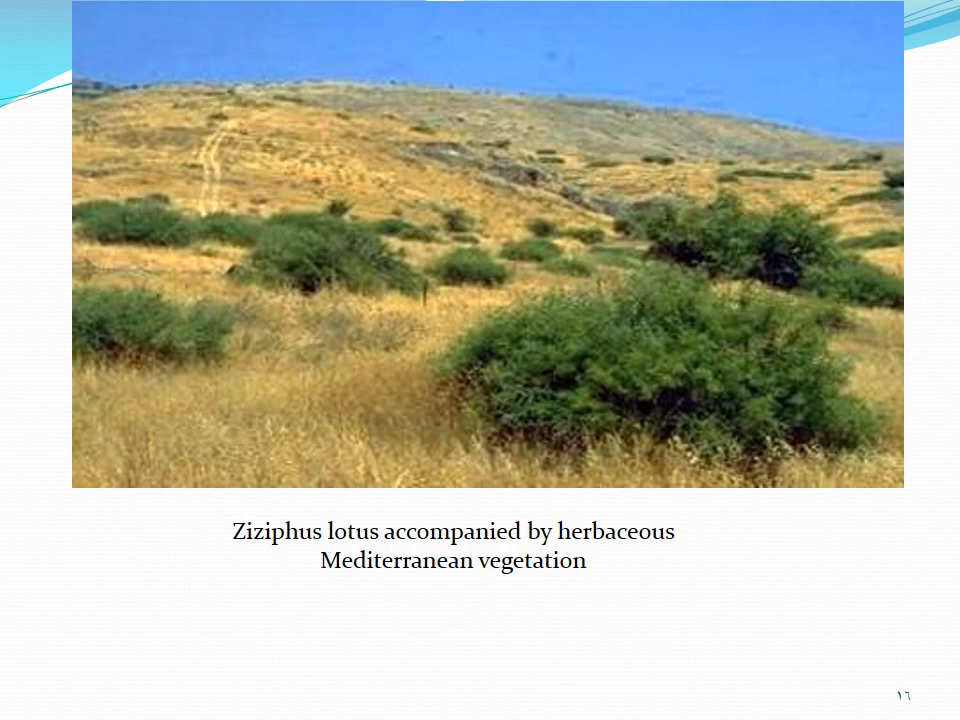 Ziziphus lotus accompanied by herbaceous
Mediterranean vegetation
١٦